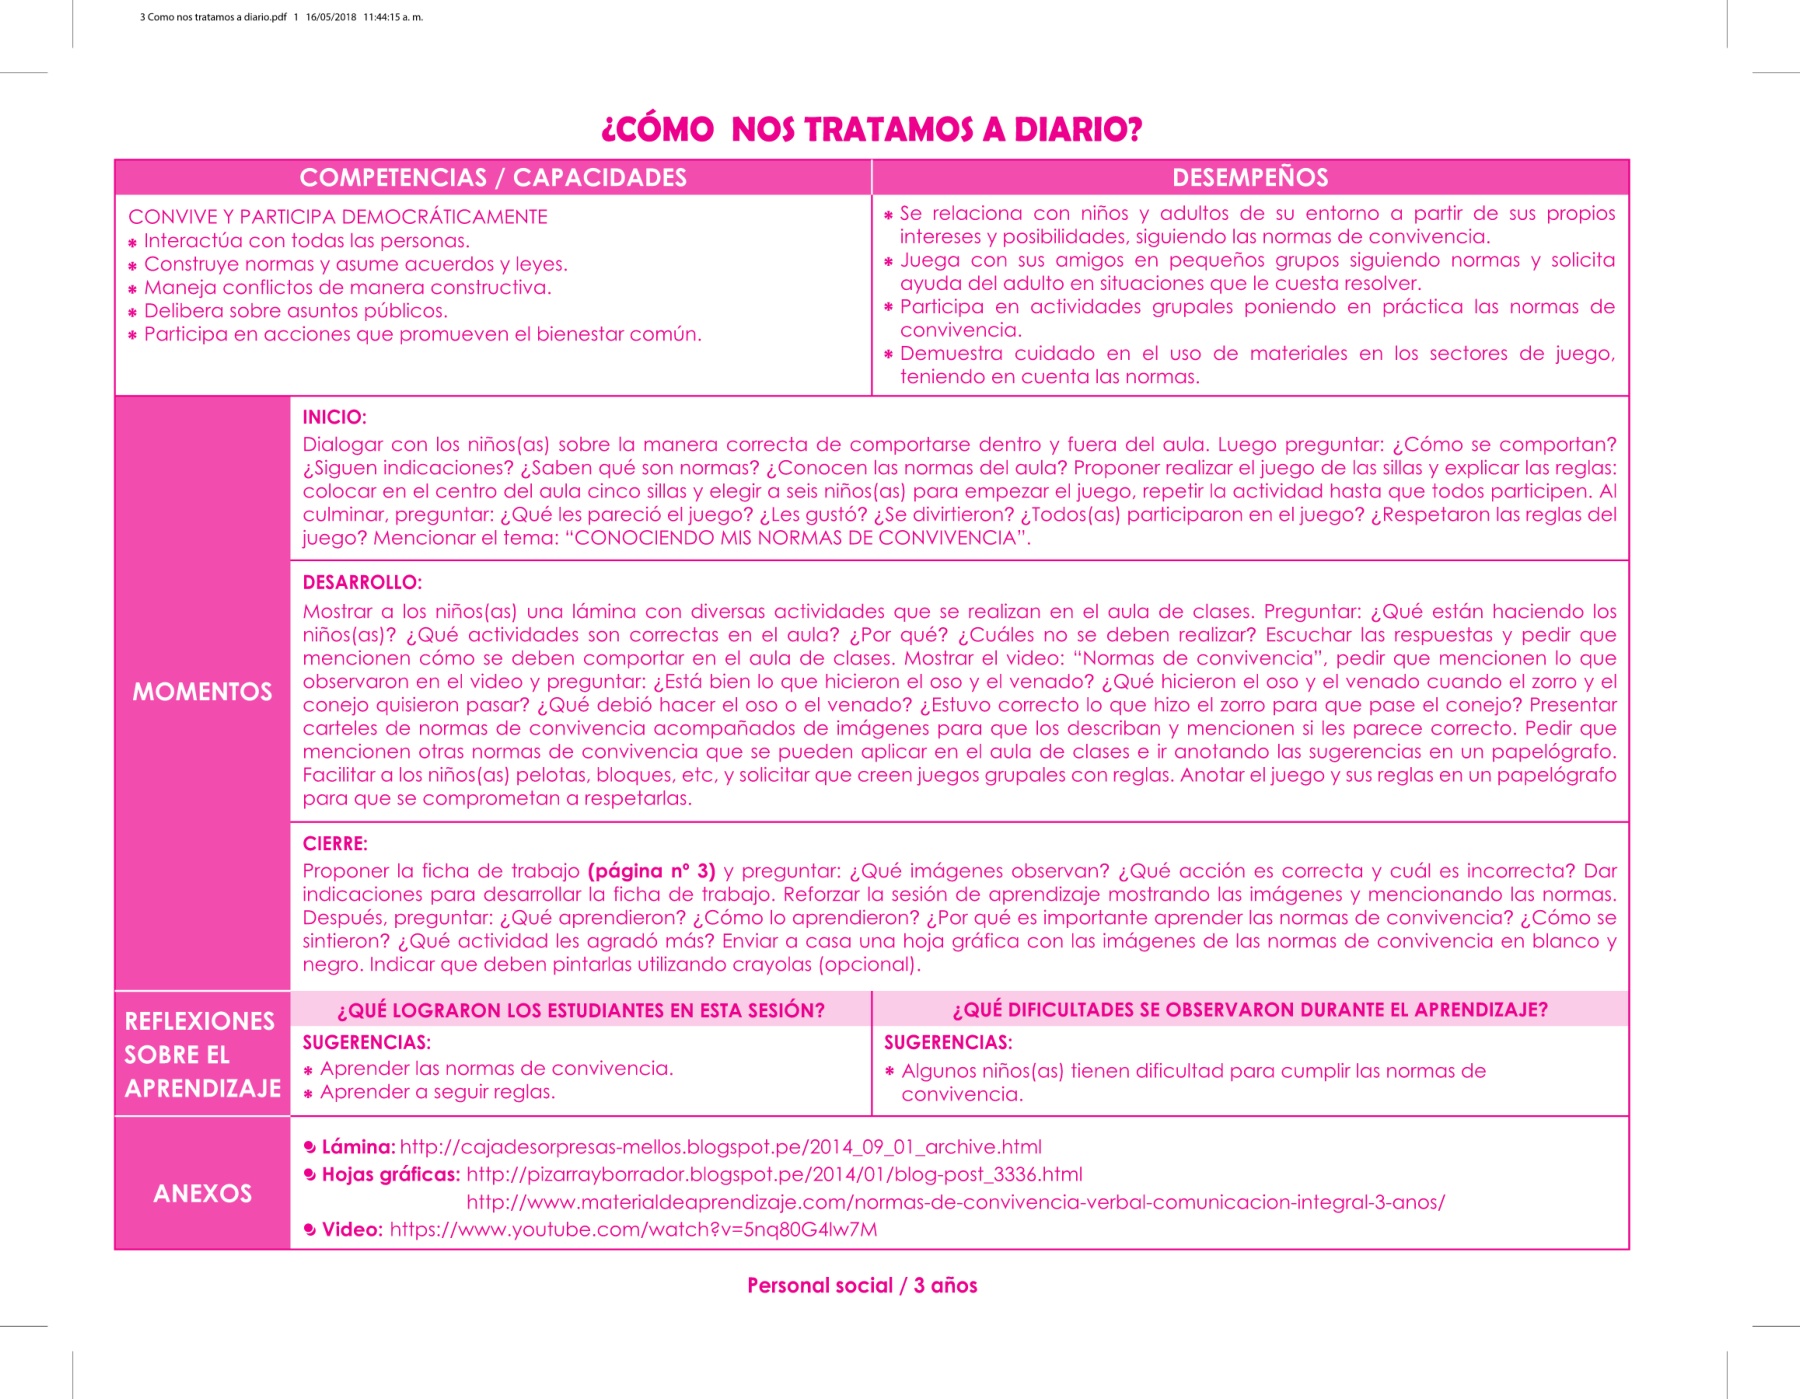 3 Como nos tratamos a diario.pdf   1   16/05/2018   11:44:15 a. m.
¿CÓMO NOS TRATAMOS A DIARIO?
COMPETENCIAS / CAPACIDADES
DESEMPEÑOS
CONVIVE Y PARTICIPA DEMOCRÁTICAMENTE
* Interactúa con todas las personas.
* Construye normas y asume acuerdos y leyes.
* Maneja conflictos de manera constructiva.
* Delibera sobre asuntos públicos.
* Participa en acciones que promueven el bienestar común.
* Se relaciona con niños y adultos de su entorno a partir de sus propios
intereses y posibilidades, siguiendo las normas de convivencia.
* Juega con sus amigos en pequeños grupos siguiendo normas y solicita
ayuda del adulto en situaciones que le cuesta resolver.
* Participa en actividades grupales poniendo en práctica las normas de
convivencia.
* Demuestra cuidado en el uso de materiales en los sectores de juego,
teniendo en cuenta las normas.
MOMENTOS
INICIO:
Dialogar con los niños(as) sobre la manera correcta de comportarse dentro y fuera del aula. Luego preguntar: ¿Cómo se comportan?
¿Siguen indicaciones? ¿Saben qué son normas? ¿Conocen las normas del aula? Proponer realizar el juego de las sillas y explicar las reglas:
colocar en el centro del aula cinco sillas y elegir a seis niños(as) para empezar el juego, repetir la actividad hasta que todos participen. Al
culminar, preguntar: ¿Qué les pareció el juego? ¿Les gustó? ¿Se divirtieron? ¿Todos(as) participaron en el juego? ¿Respetaron las reglas del
juego? Mencionar el tema: “CONOCIENDO MIS NORMAS DE CONVIVENCIA”.
DESARROLLO:
Mostrar a los niños(as) una lámina con diversas actividades que se realizan en el aula de clases. Preguntar: ¿Qué están haciendo los
niños(as)? ¿Qué actividades son correctas en el aula? ¿Por qué? ¿Cuáles no se deben realizar? Escuchar las respuestas y pedir que
mencionen cómo se deben comportar en el aula de clases. Mostrar el video: “Normas de convivencia”, pedir que mencionen lo que
observaron en el video y preguntar: ¿Está bien lo que hicieron el oso y el venado? ¿Qué hicieron el oso y el venado cuando el zorro y el
conejo quisieron pasar? ¿Qué debió hacer el oso o el venado? ¿Estuvo correcto lo que hizo el zorro para que pase el conejo? Presentar
carteles de normas de convivencia acompañados de imágenes para que los describan y mencionen si les parece correcto. Pedir que
mencionen otras normas de convivencia que se pueden aplicar en el aula de clases e ir anotando las sugerencias en un papelógrafo.
Facilitar a los niños(as) pelotas, bloques, etc, y solicitar que creen juegos grupales con reglas. Anotar el juego y sus reglas en un papelógrafo
para que se comprometan a respetarlas.
CIERRE:
Proponer la ficha de trabajo (página nº 3) y preguntar: ¿Qué imágenes observan? ¿Qué acción es correcta y cuál es incorrecta? Dar
indicaciones para desarrollar la ficha de trabajo. Reforzar la sesión de aprendizaje mostrando las imágenes y mencionando las normas.
Después, preguntar: ¿Qué aprendieron? ¿Cómo lo aprendieron? ¿Por qué es importante aprender las normas de convivencia? ¿Cómo se
sintieron? ¿Qué actividad les agradó más? Enviar a casa una hoja gráfica con las imágenes de las normas de convivencia en blanco y
negro. Indicar que deben pintarlas utilizando crayolas (opcional).
REFLEXIONES
SOBRE EL
APRENDIZAJE
¿QUÉ LOGRARON LOS ESTUDIANTES EN ESTA SESIÓN?
SUGERENCIAS:
* Aprender las normas de convivencia.
* Aprender a seguir reglas.
¿QUÉ DIFICULTADES SE OBSERVARON DURANTE EL APRENDIZAJE?
SUGERENCIAS:
* Algunos niños(as) tienen dificultad para cumplir las normas de
convivencia.
ANEXOS
Lámina: http://cajadesorpresas-mellos.blogspot.pe/2014_09_01_archive.html
Hojas gráficas: http://pizarrayborrador.blogspot.pe/2014/01/blog-post_3336.html
http://www.materialdeaprendizaje.com/normas-de-convivencia-verbal-comunicacion-integral-3-anos/
Video: https://www.youtube.com/watch?v=5nq80G4lw7M
Personal social / 3 años